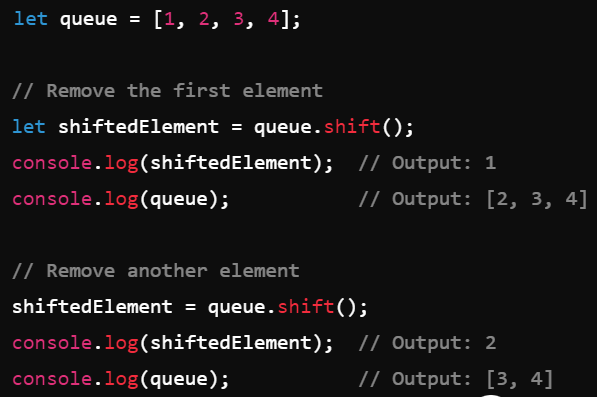 let queue = [1, 2, 3, 4];
// Remove the first element
let shiftedElement = queue.shift();
console.log(shiftedElement);  // Output: 1
console.log(queue);           // Output: [2, 3, 4]
// Remove another element
shiftedElement = queue.shift();
console.log(shiftedElement);  // Output: 2
console.log(queue);           // Output: [3, 4]